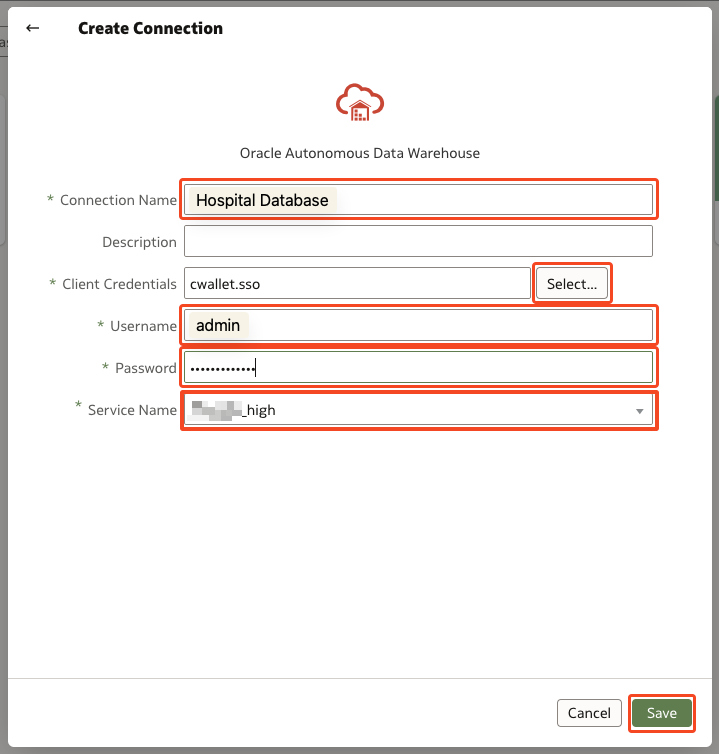 ← Create Connection
Oracle Autonomous Data Warehouse
* Connection Name Hospital Database
Description
* Client Credentials cwallet.sso Select...
* Username admin
* Password •••••••••••••
* Service Name _high
Cancel Save